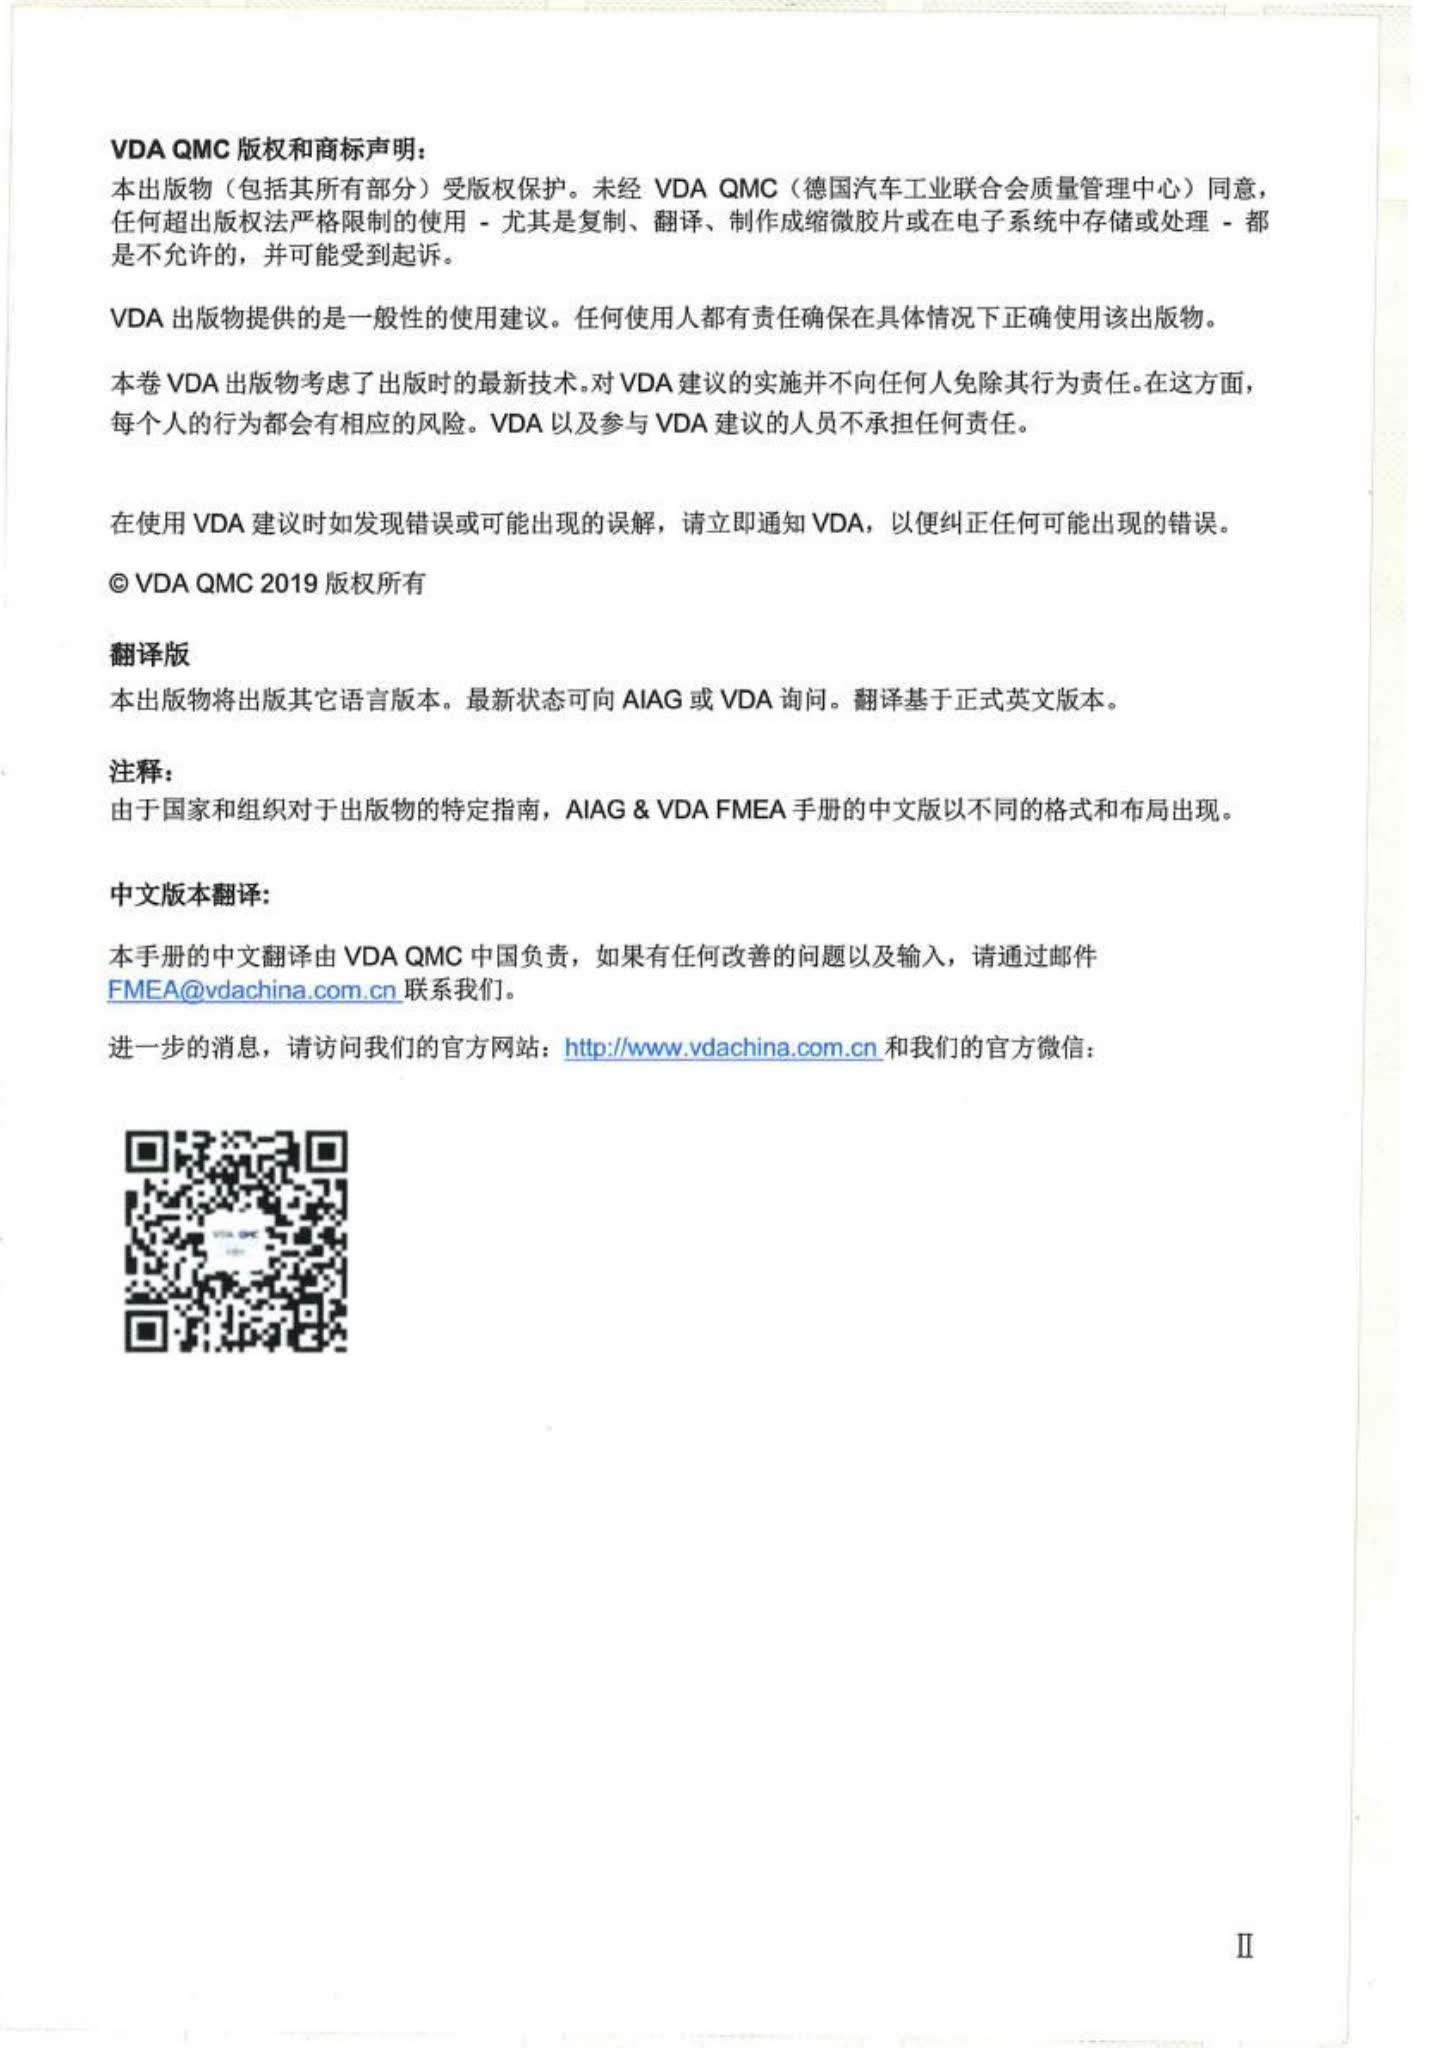 VDA QMC 版权和商标声明：
本出版物（包括其所有部分）受版权保护。未经 VDA QMC（德国汽车工业联合会质量管理中心）同意，
任何超出版权法严格限制的使用 - 尤其是复制、翻译、制作成缩微胶片或在电子系统中存储或处理 - 都
是不允许的，并可能受到起诉。
VDA 出版物提供的是一般性的使用建议。任何使用人都有责任确保在具体情况下正确使用该出版物。
本卷 VDA 出版物考虑了出版时的最新技术。对 VDA 建议的实施并不向任何人免除其行为责任。在这方面，
每个人的行为都会有相应的风险。VDA 以及参与 VDA 建议的人员不承担任何责任。
在使用 VDA 建议时如发现错误或可能出现的误解，请立即通知 VDA，以便纠正任何可能出现的错误。
© VDA QMC 2019 版权所有
翻译版
本出版物将出版其它语言版本。最新状态可向 AIAG 或 VDA 询问。翻译基于正式英文版本。
注释：
由于国家和组织对于出版物的特定指南，AIAG & VDA FMEA 手册的中文版以不同的格式和布局出现。
中文版本翻译:
本手册的中文翻译由 VDA QMC 中国负责，如果有任何改善的问题以及输入，请通过邮件
FMEA@vdachina.com.cn 联系我们。
进一步的消息，请访问我们的官方网站：http://www.vdachina.com.cn 和我们的官方微信：
VDA QMC
II